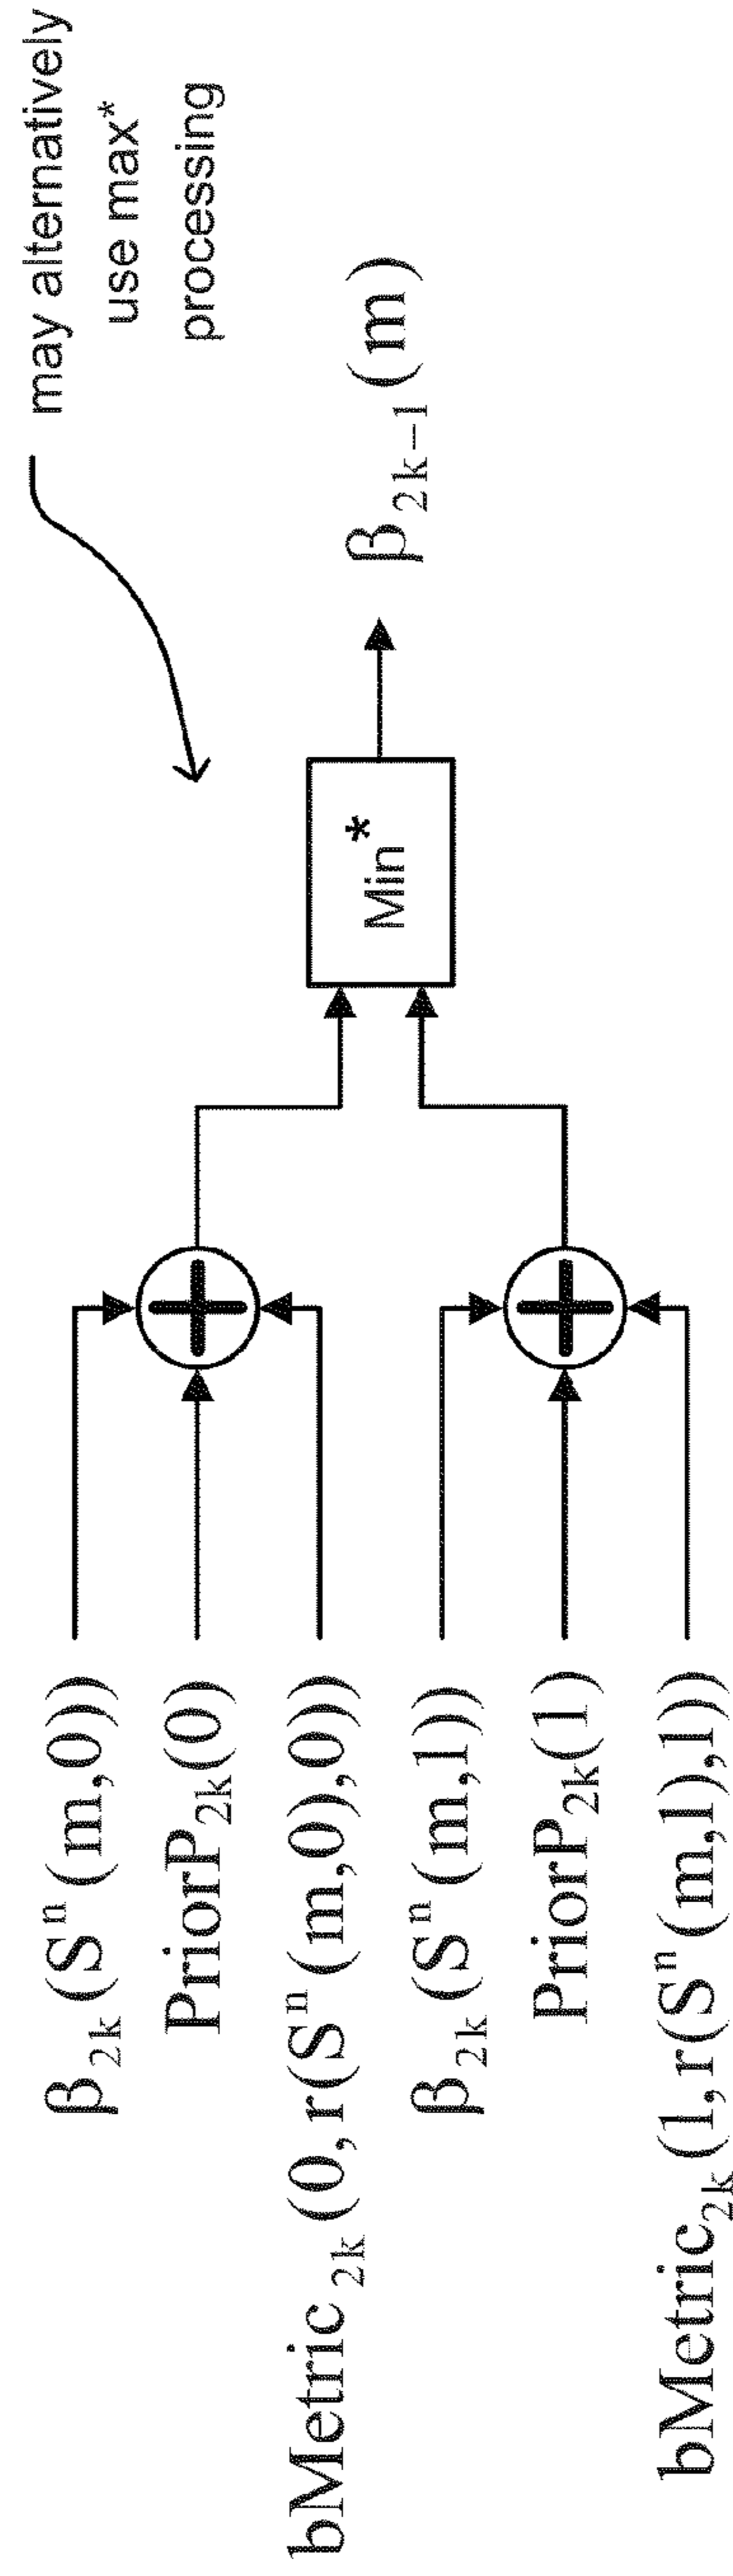 may alternatively
use max*
processing
β₂ₖ(Sⁿ(m,0))
PriorP₂ₖ(0)
bMetric₂ₖ(0,r(Sⁿ(m,0),0))
β₂ₖ(Sⁿ(m,1))
PriorP₂ₖ(1)
bMetric₂ₖ(1,r(Sⁿ(m,1),1))
+
+
Min*
β₂ₖ₋₁(m)